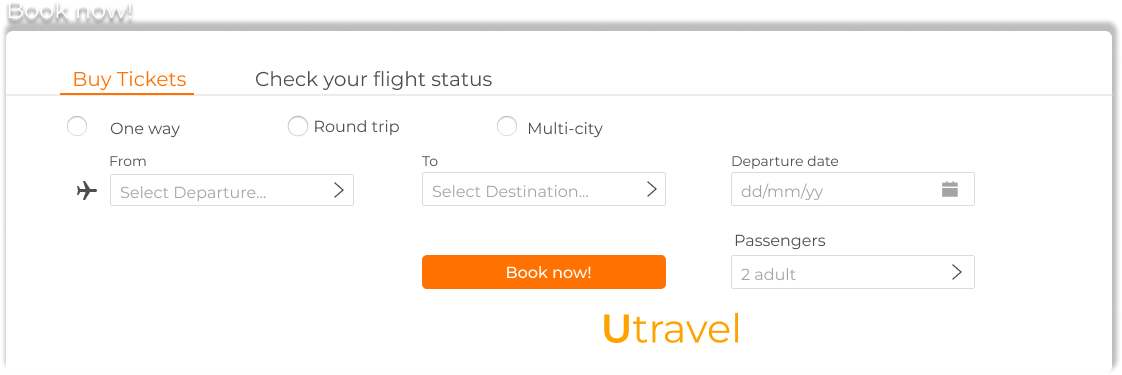 Book now!
Buy Tickets Check your flight status
One way Round trip Multi-city
From To Departure date
Select Departure... Select Destination... dd/mm/yy
Passengers
Book now! 2 adult
Utravel